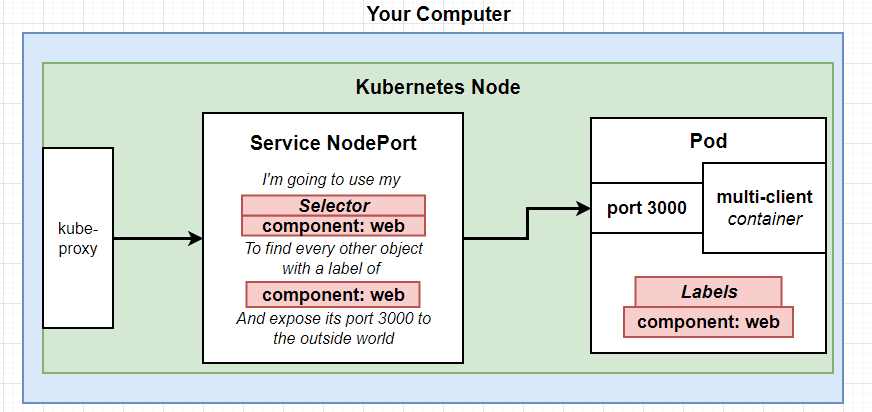 Your Computer
Kubernetes Node
kube-
proxy
Service NodePort
I'm going to use my
Selector
component: web
To find every other object
with a label of
component: web
And expose its port 3000 to
the outside world
Pod
port 3000
multi-client
container
Labels
component: web